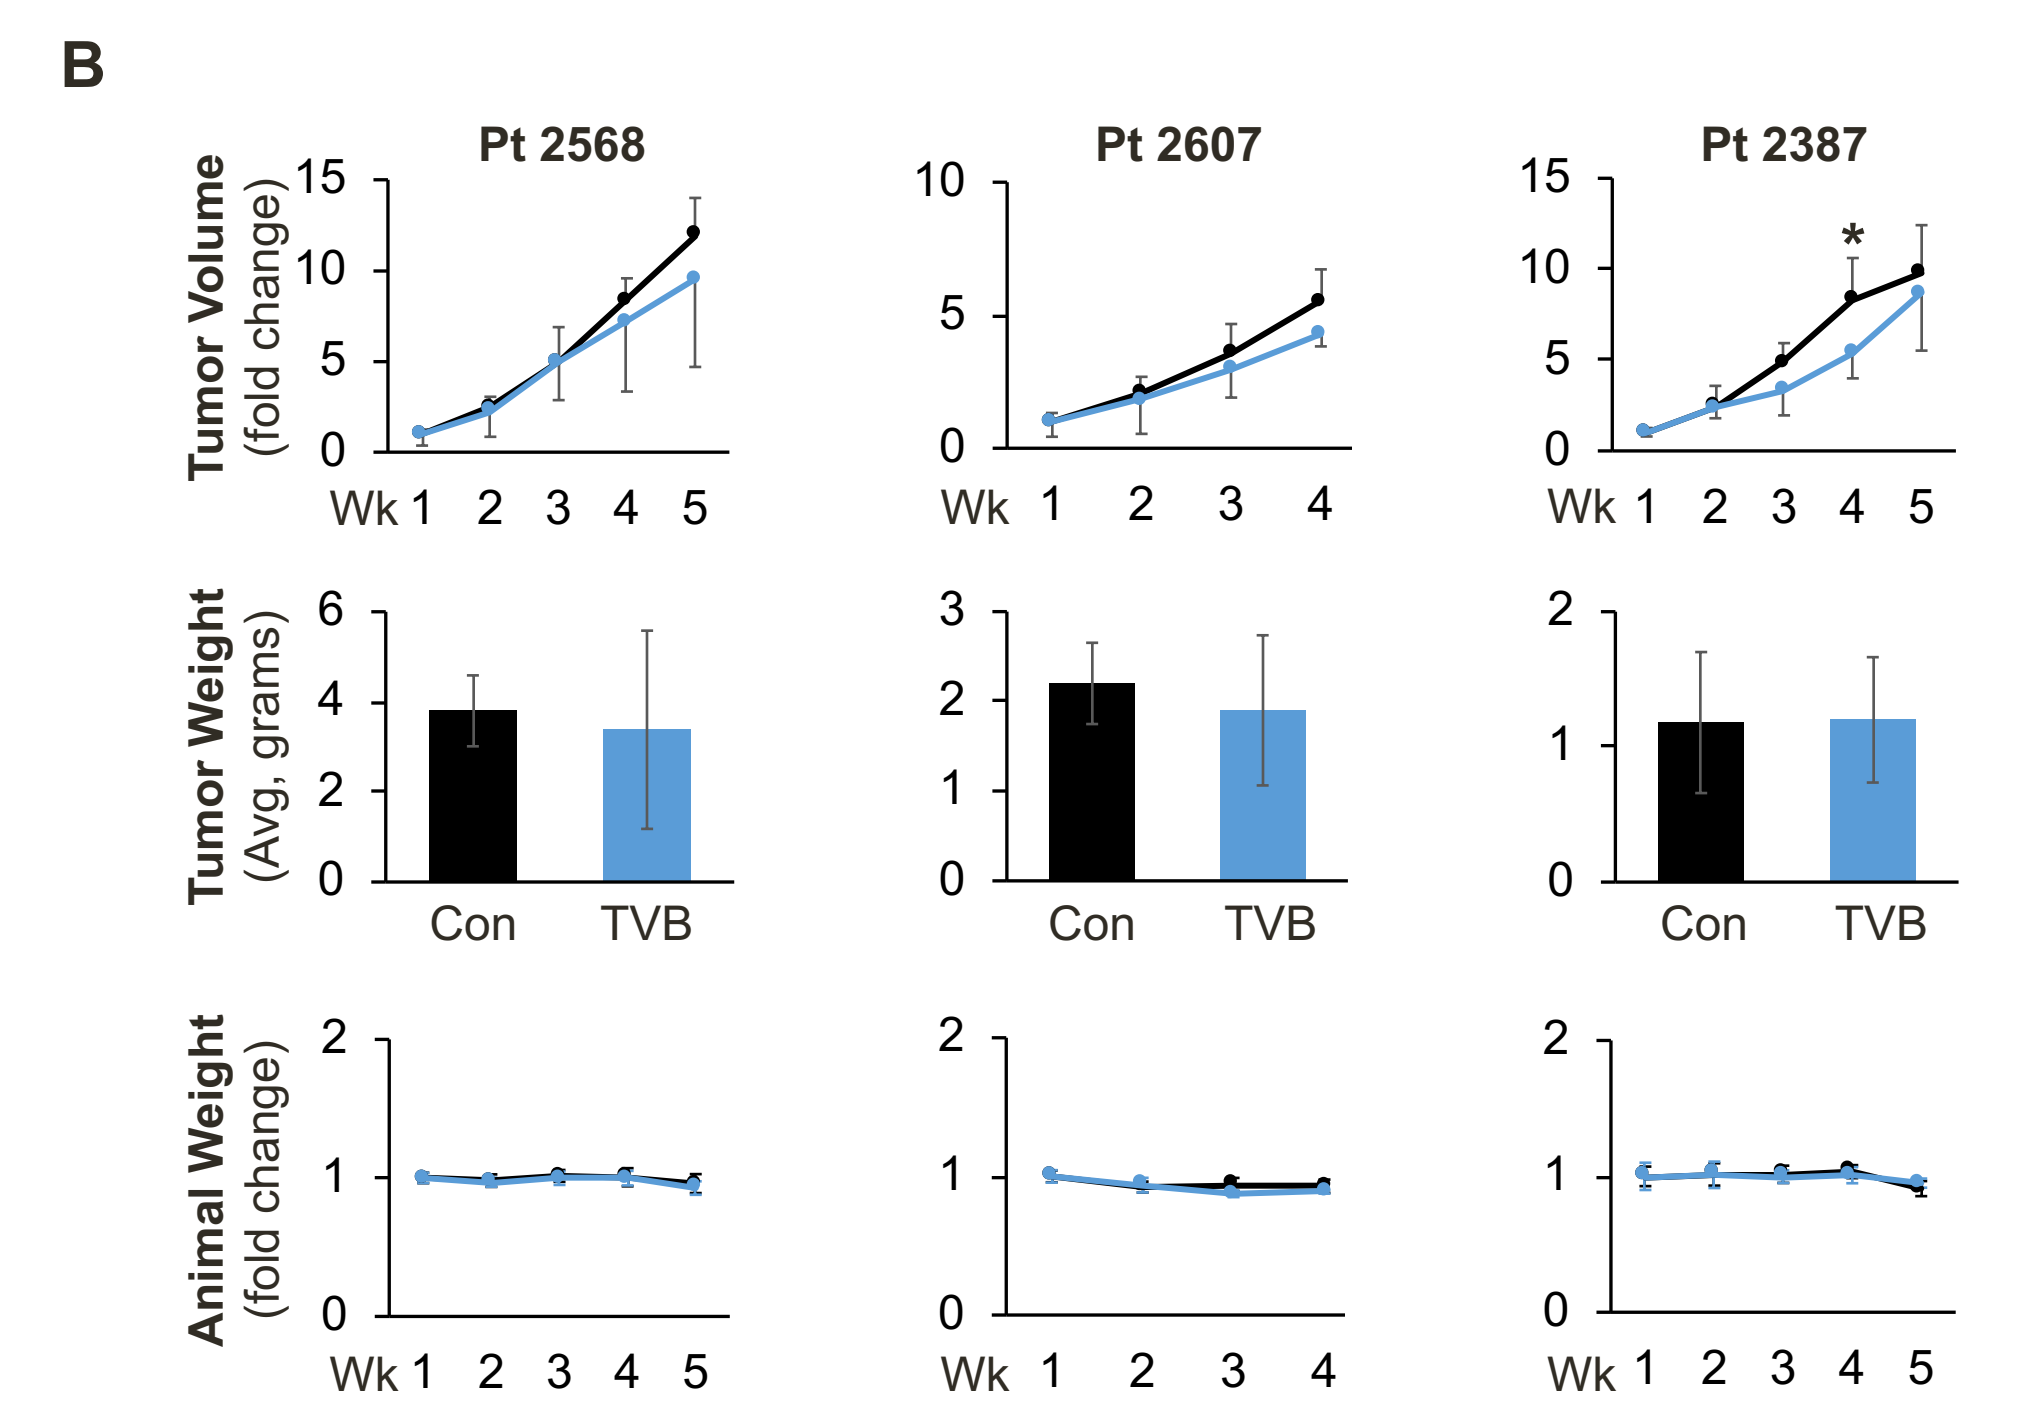 B
Pt 2568
Pt 2607
Pt 2387
Tumor Volume
(fold change)
15
10
5
0
Wk 1 2 3 4 5
10
5
0
Wk 1 2 3 4
15
10
5
0
*
Wk 1 2 3 4 5
Tumor Weight
(Avg, grams)
6
4
2
0
Con TVB
3
2
1
0
Con TVB
2
1
0
Con TVB
Animal Weight
(fold change)
2
1
0
Wk 1 2 3 4 5
2
1
0
Wk 1 2 3 4
2
1
0
Wk 1 2 3 4 5